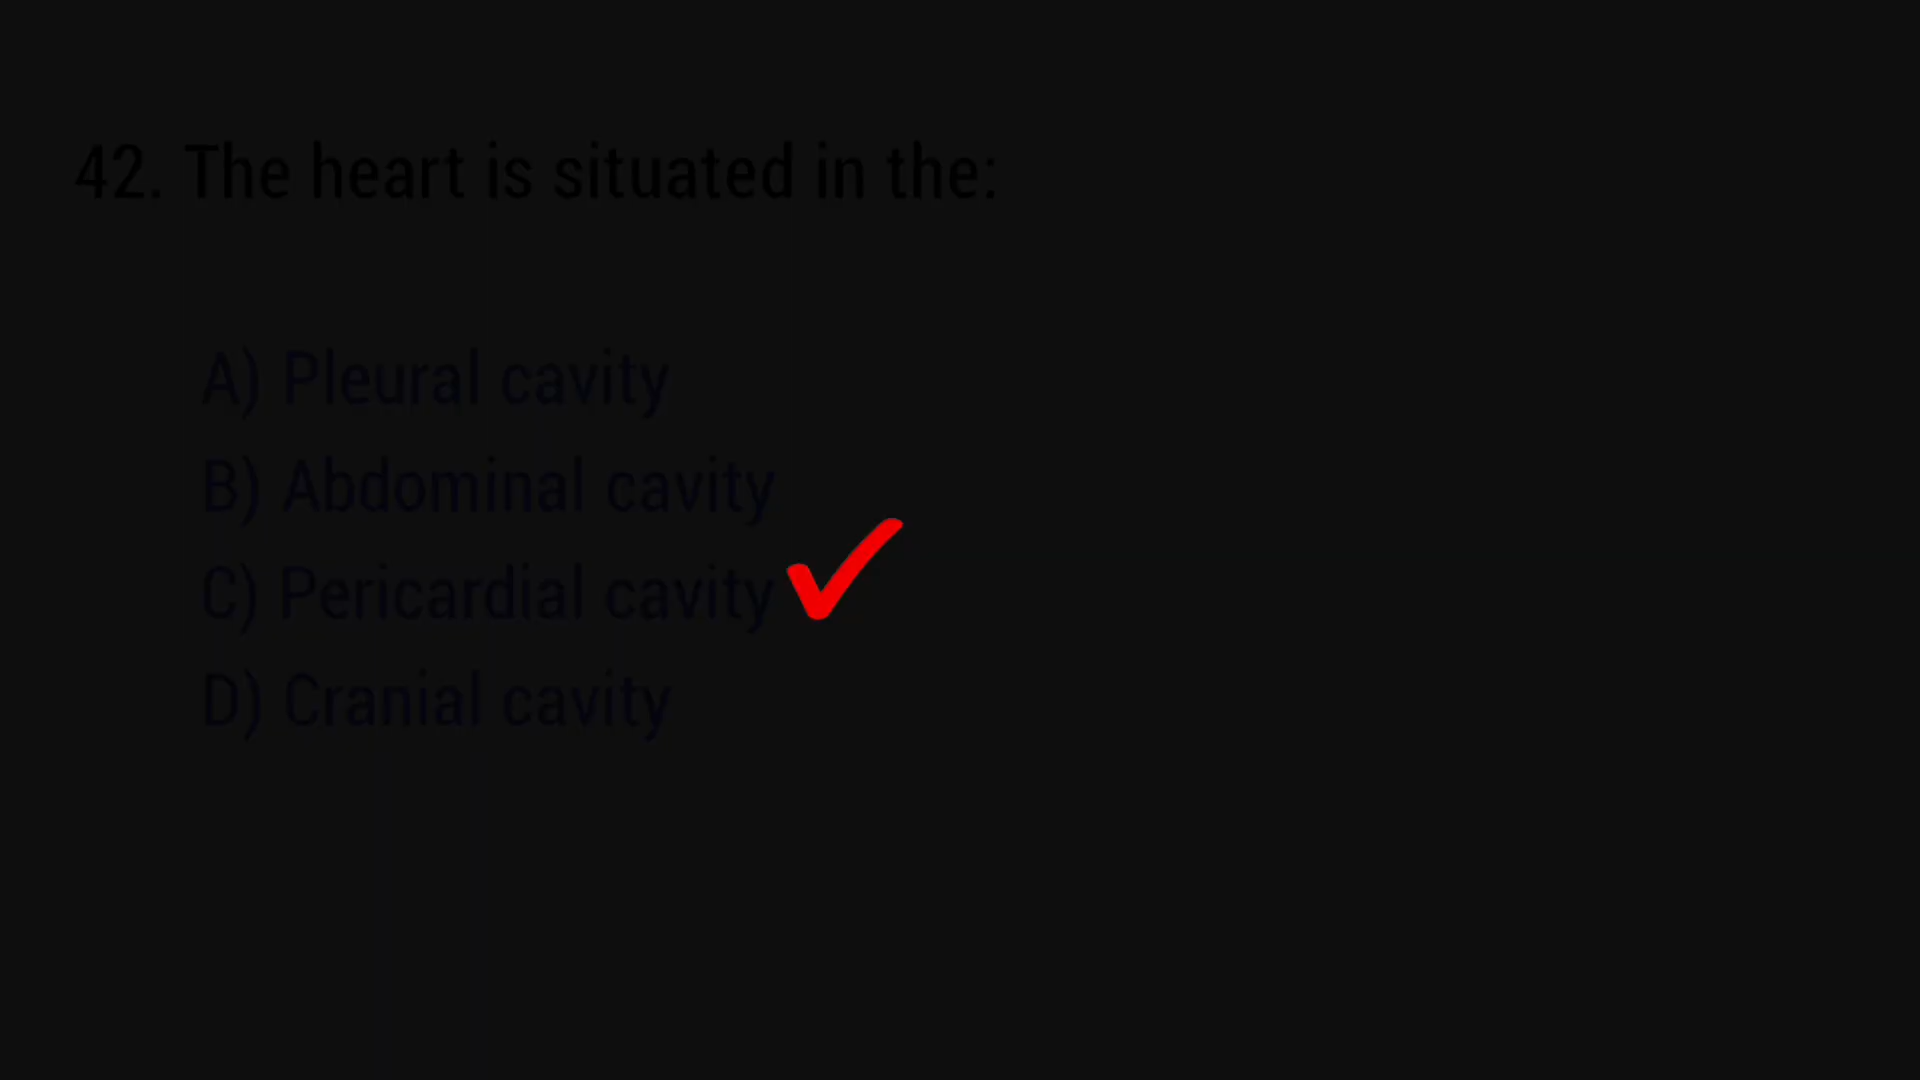 42. The heart is situated in the:
A) Pleural cavity
B) Abdominal cavity
C) Pericardial cavity
D) Cranial cavity